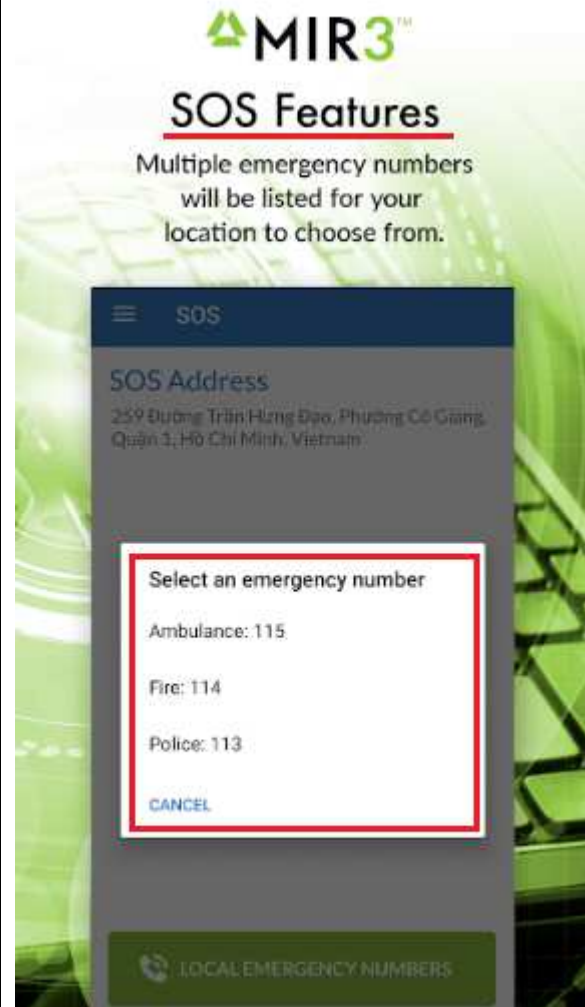 MIR3™
SOS Features
Multiple emergency numbers
will be listed for your
location to choose from.
SOS
SOS Address
259 Đường Trần Hưng Đạo, Phường Cô Giang,
Quận 1, Hồ Chí Minh, Vietnam
Select an emergency number
Ambulance: 115
Fire: 114
Police: 113
CANCEL
LOCAL EMERGENCY NUMBERS